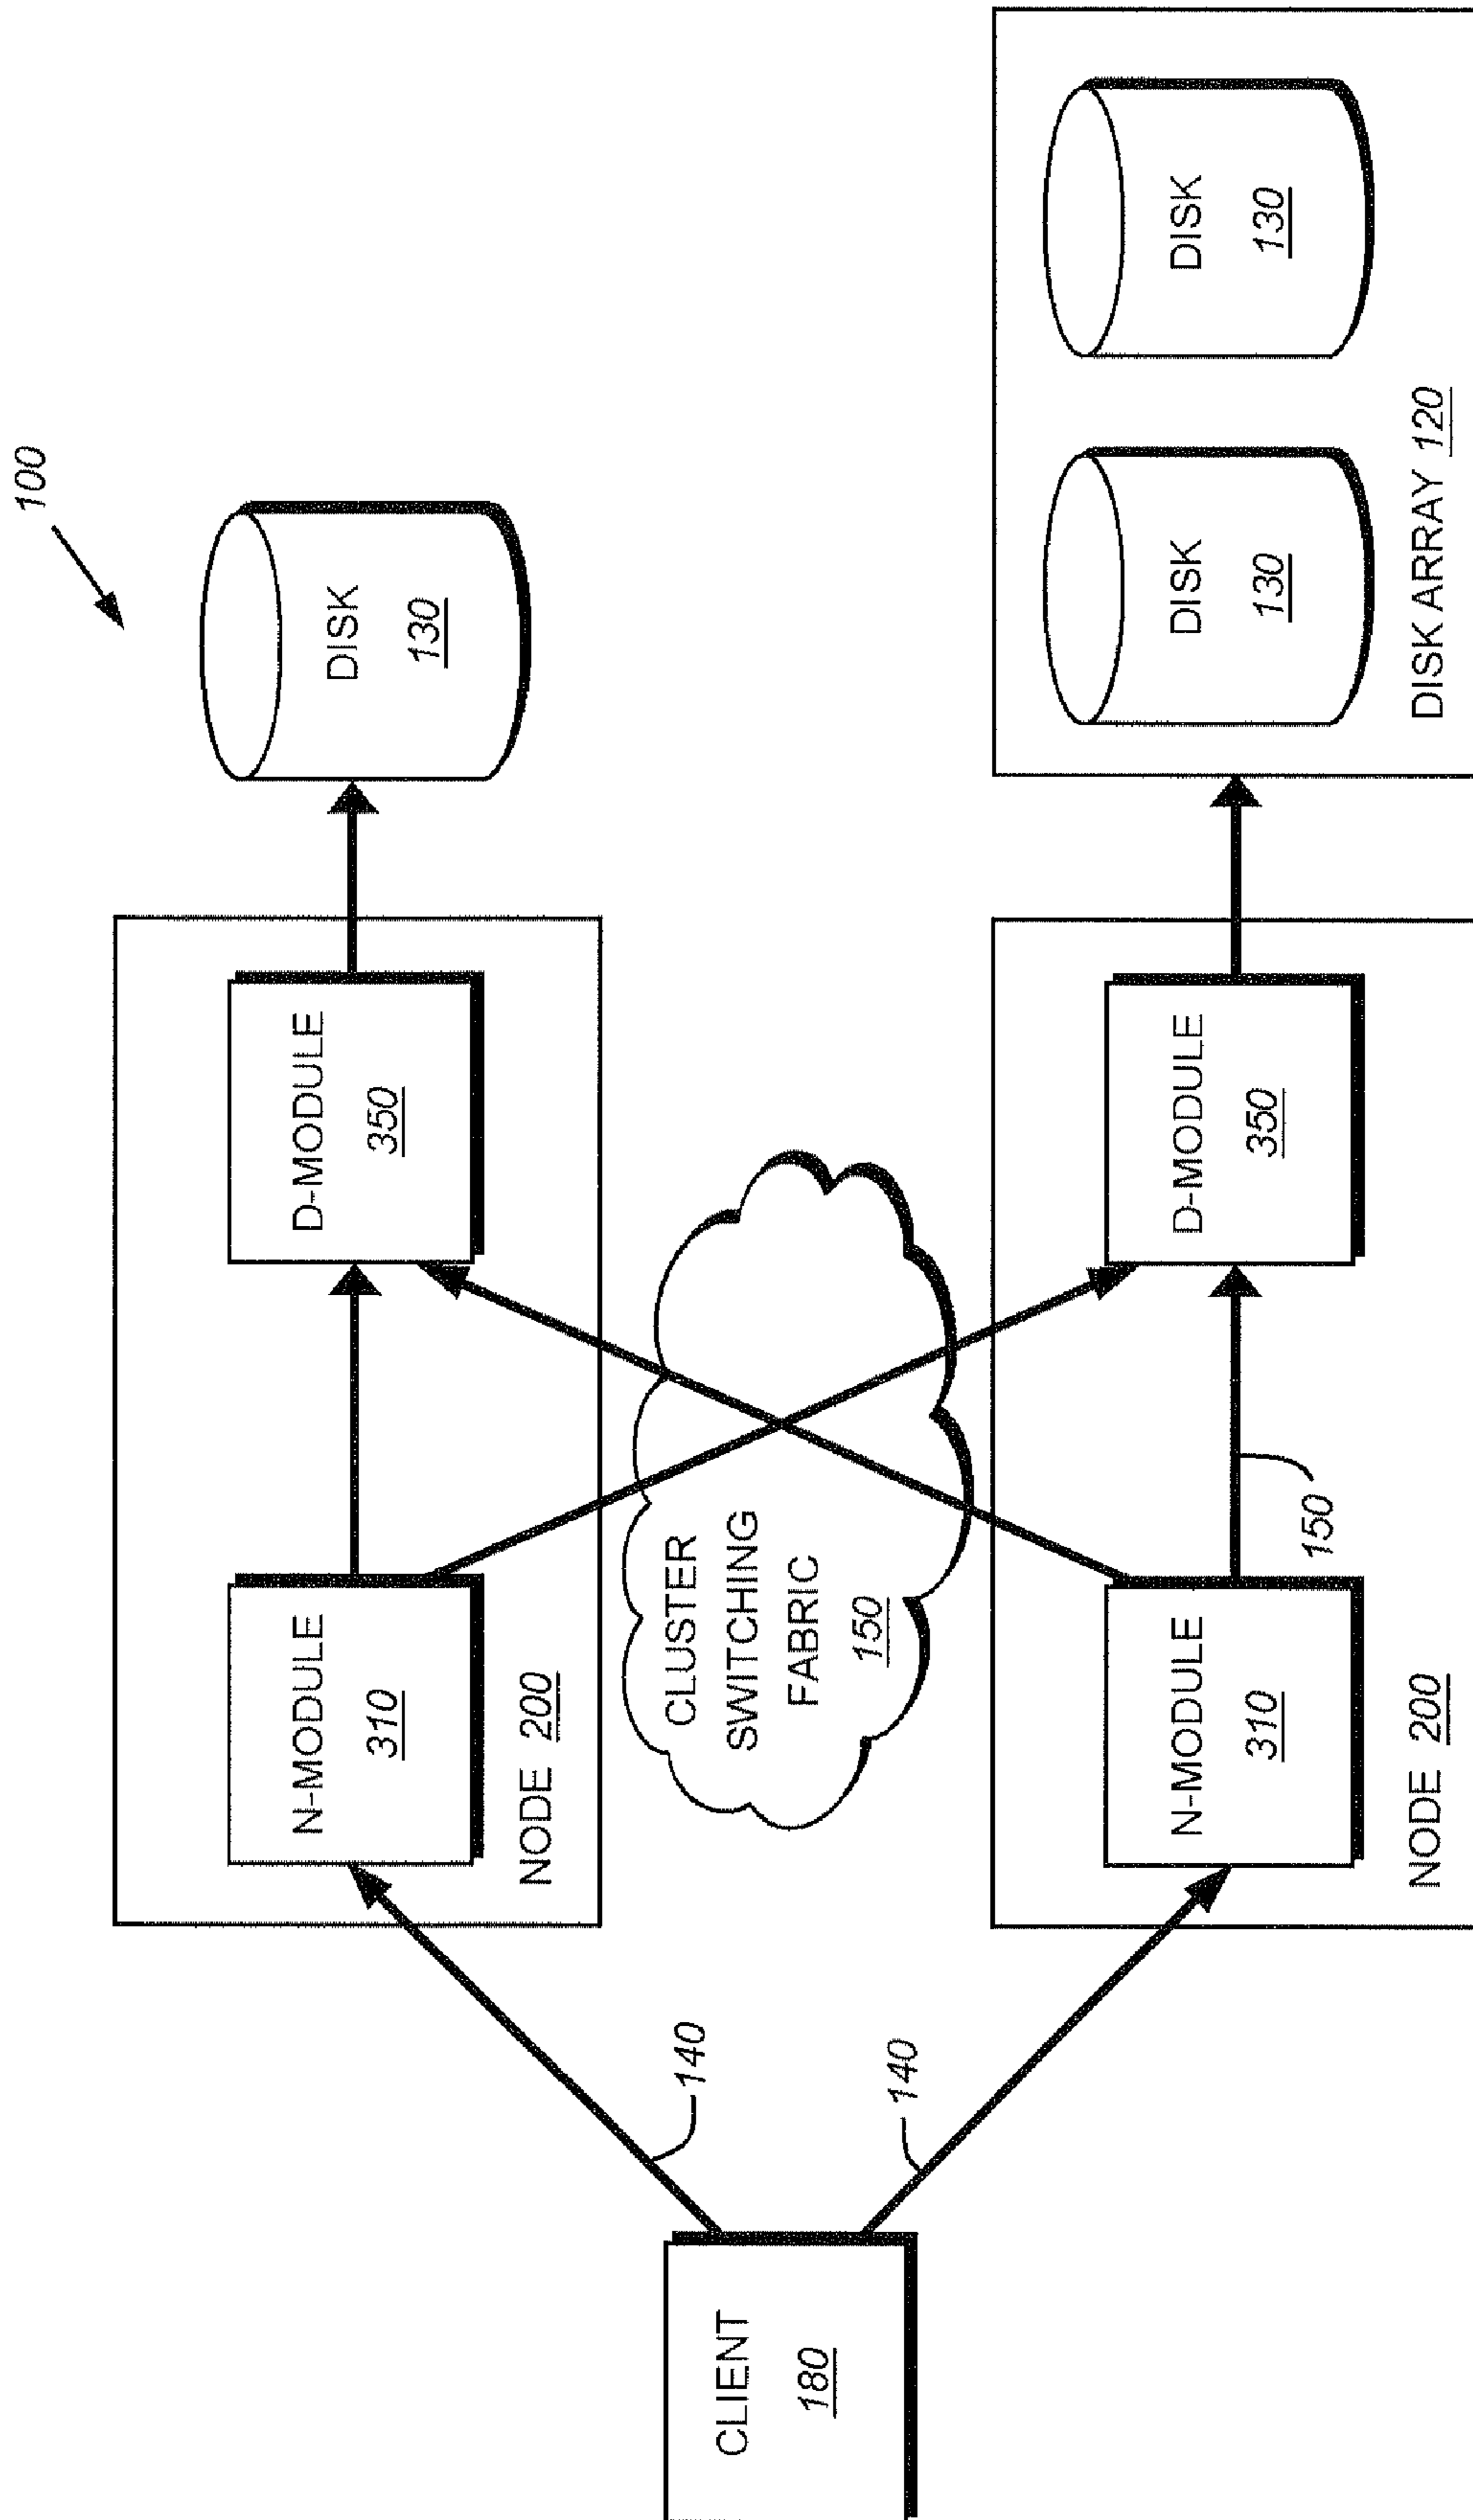 100
CLIENT
180
140
140
N-MODULE
310
NODE 200
D-MODULE
350
DISK
130
CLUSTER
SWITCHING
FABRIC
150
N-MODULE
310
NODE 200
150
D-MODULE
350
DISK
130
DISK
130
DISK ARRAY 120